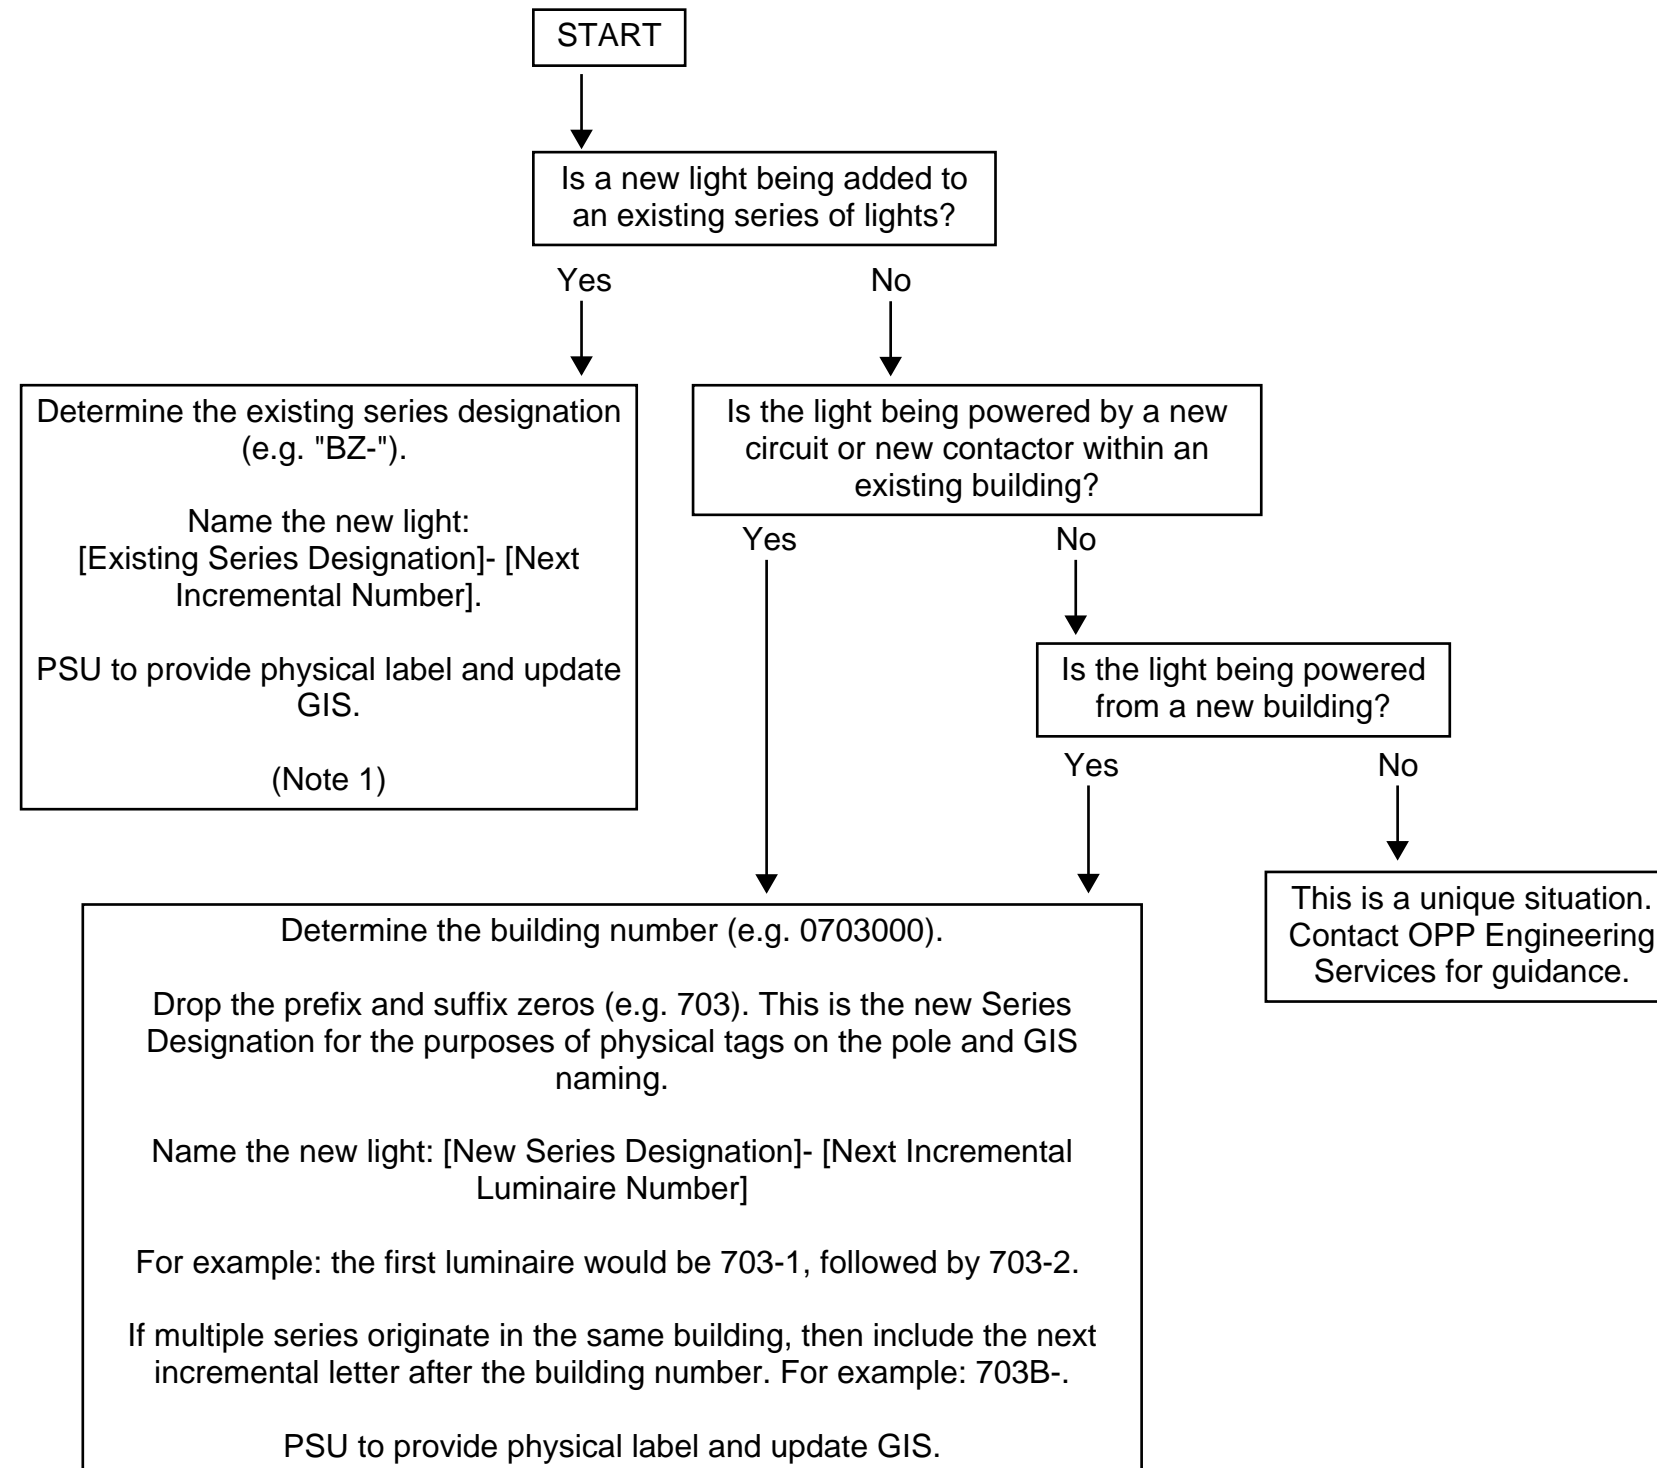 START
Is a new light being added to
an existing series of lights?
Yes
No
Determine the existing series designation
(e.g. "BZ-").
Name the new light:
[Existing Series Designation]- [Next
Incremental Number].
PSU to provide physical label and update
GIS.
(Note 1)
Is the light being powered by a new
circuit or new contactor within an
existing building?
Yes
No
Is the light being powered
from a new building?
Yes
No
This is a unique situation.
Contact OPP Engineering
Services for guidance.
Determine the building number (e.g. 0703000).
Drop the prefix and suffix zeros (e.g. 703). This is the new Series
Designation for the purposes of physical tags on the pole and GIS
naming.
Name the new light: [New Series Designation]- [Next Incremental
Luminaire Number]
For example: the first luminaire would be 703-1, followed by 703-2.
If multiple series originate in the same building, then include the next
incremental letter after the building number. For example: 703B-.
PSU to provide physical label and update GIS.